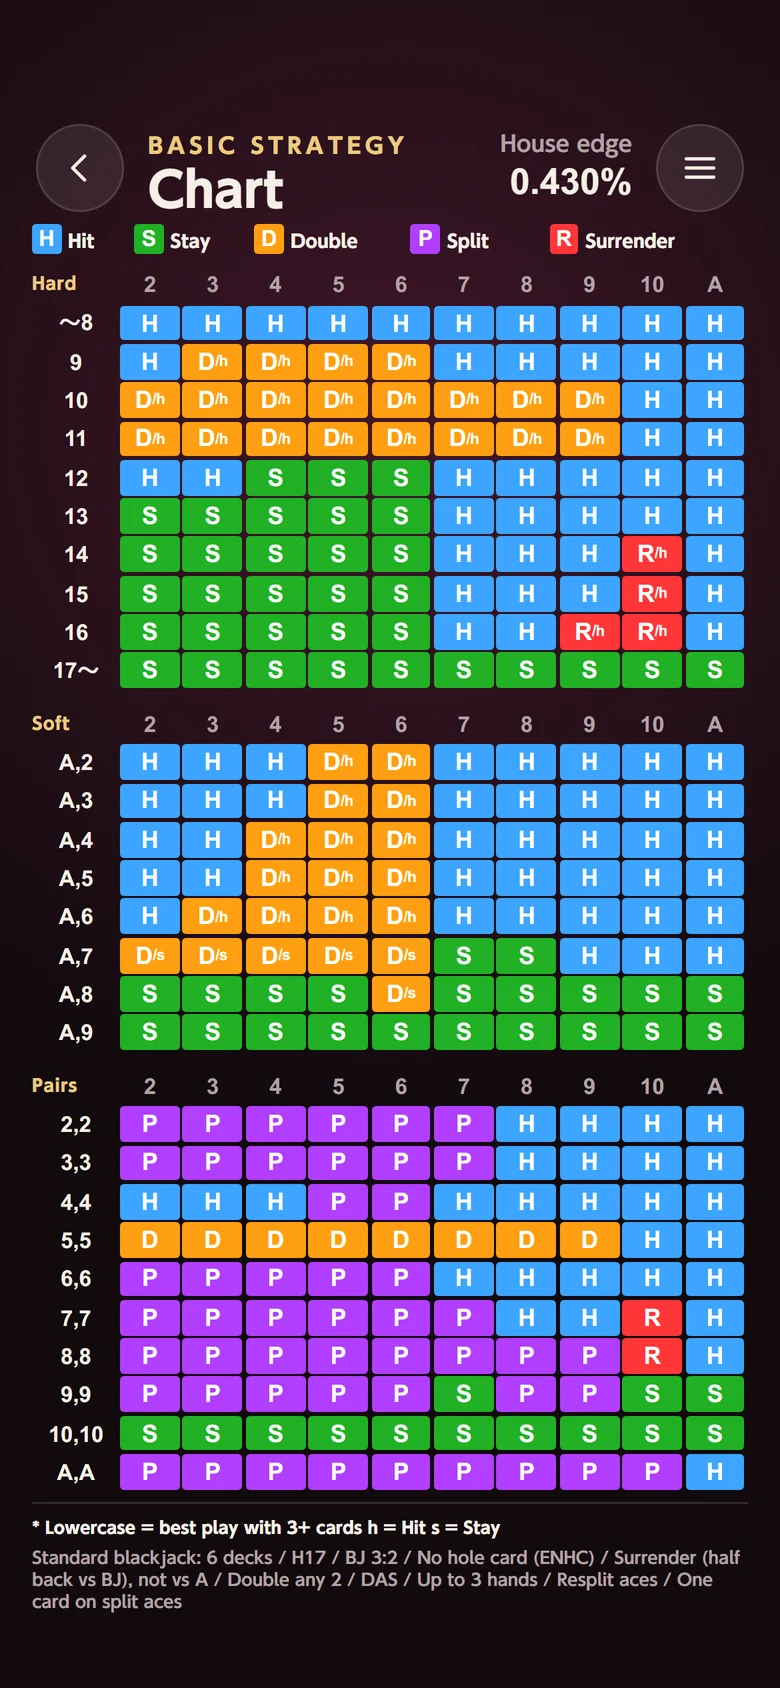 BASIC STRATEGY
Chart
House edge
0.430%
H Hit S Stay D Double P Split R Surrender
Hard 2 3 4 5 6 7 8 9 10 A
~8 H H H H H H H H H H
9 H D/h D/h D/h D/h H H H H H
10 D/h D/h D/h D/h D/h D/h D/h D/h H H
11 D/h D/h D/h D/h D/h D/h D/h D/h H H
12 H H S S S H H H H H
13 S S S S S H H H H H
14 S S S S S H H H R/h H
15 S S S S S H H H R/h H
16 S S S S S H H R/h R/h H
17~ S S S S S S S S S S
Soft 2 3 4 5 6 7 8 9 10 A
A,2 H H H D/h D/h H H H H H
A,3 H H H D/h D/h H H H H H
A,4 H H D/h D/h D/h H H H H H
A,5 H H D/h D/h D/h H H H H H
A,6 H D/h D/h D/h D/h H H H H H
A,7 D/s D/s D/s D/s D/s S S H H H
A,8 S S S S D/s S S S S S
A,9 S S S S S S S S S S
Pairs 2 3 4 5 6 7 8 9 10 A
2,2 P P P P P P H H H H
3,3 P P P P P P H H H H
4,4 H H H P P H H H H H
5,5 D D D D D D D D H H
6,6 P P P P P H H H H H
7,7 P P P P P P H H R H
8,8 P P P P P P P P R H
9,9 P P P P P S P P S S
10,10 S S S S S S S S S S
A,A P P P P P P P P P H
* Lowercase = best play with 3+ cards h = Hit s = Stay
Standard blackjack: 6 decks / H17 / BJ 3:2 / No hole card (ENHC) / Surrender (half
back vs BJ), not vs A / Double any 2 / DAS / Up to 3 hands / Resplit aces / One
card on split aces